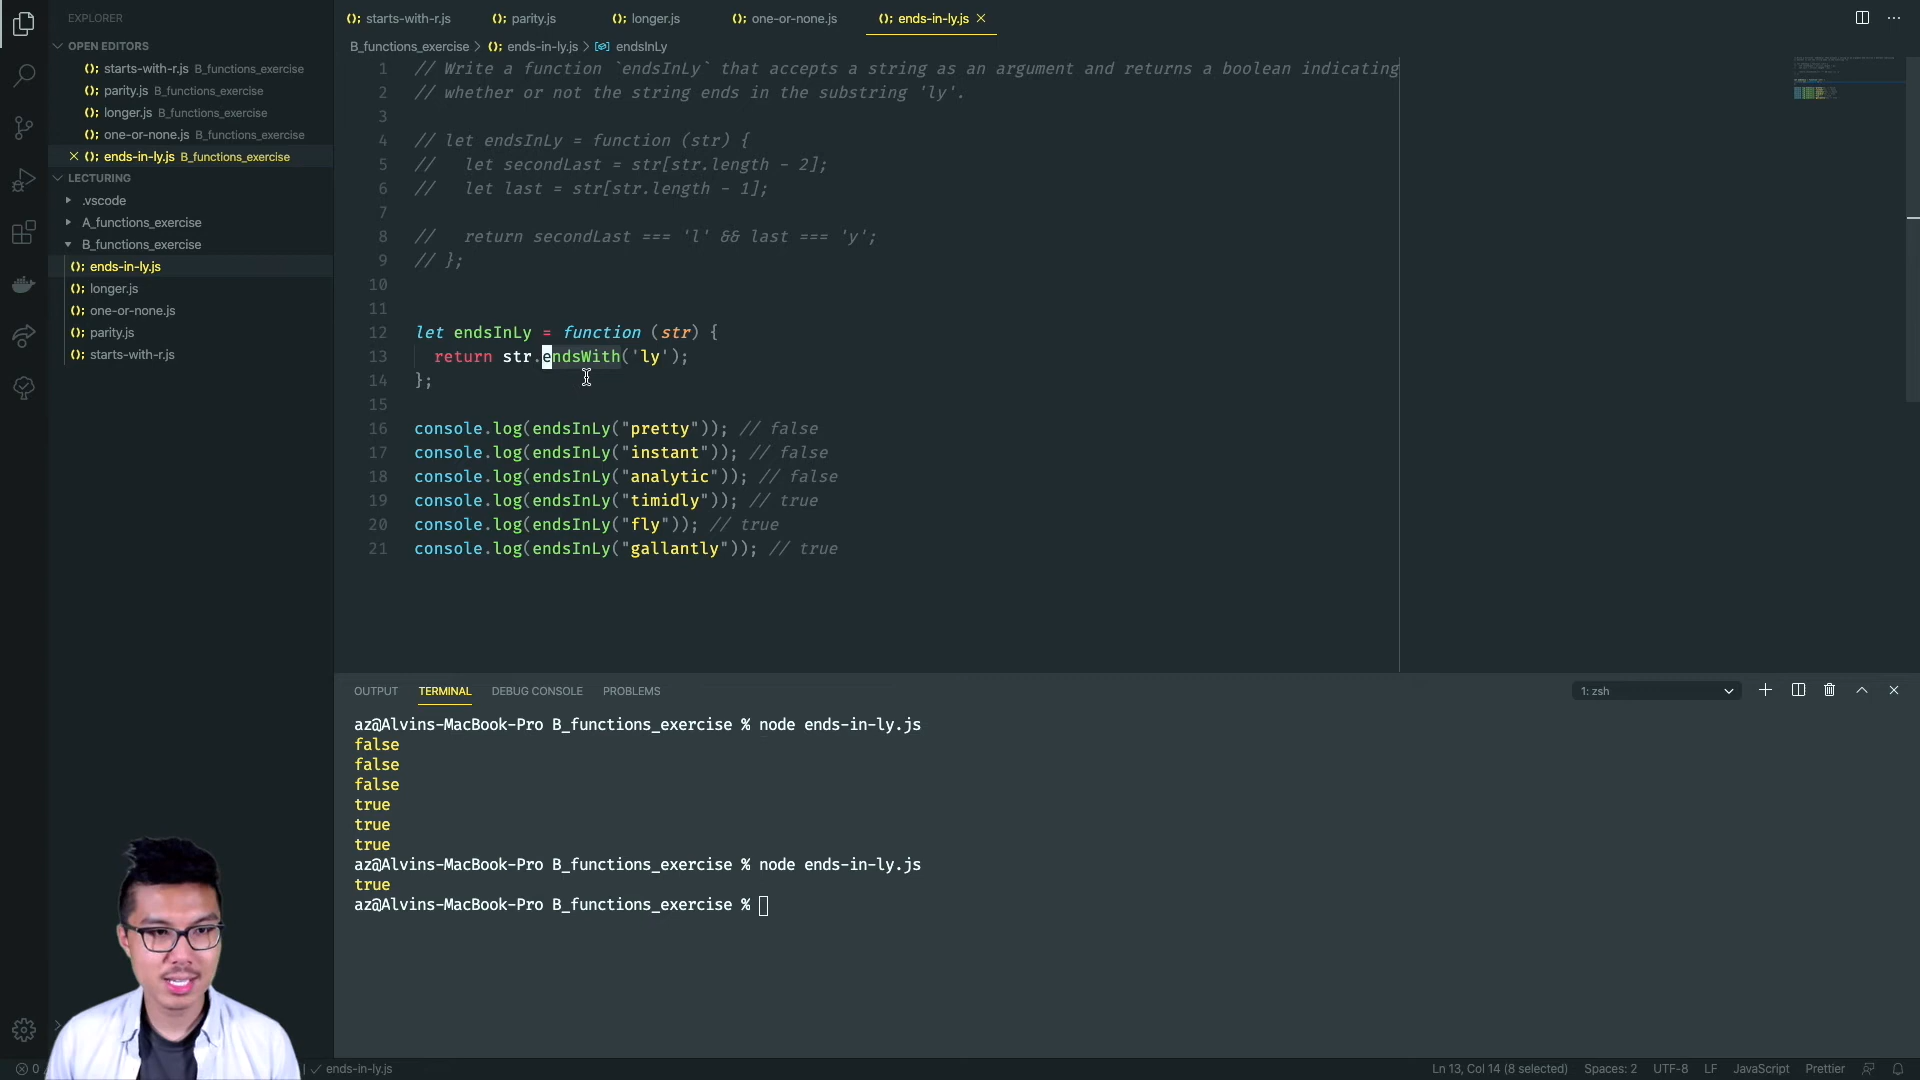 EXPLORER
OPEN EDITORS
(); starts-with-r.js B_functions_exercise
(); parity.js B_functions_exercise
(); longer.js B_functions_exercise
(); one-or-none.js B_functions_exercise
(); ends-in-ly.js B_functions_exercise
LECTURING
.vscode
A_functions_exercise
B_functions_exercise
(); ends-in-ly.js
(); longer.js
(); one-or-none.js
(); parity.js
(); starts-with-r.js
(); starts-with-r.js (); parity.js (); longer.js (); one-or-none.js (); ends-in-ly.js
B_functions_exercise > (); ends-in-ly.js > endsInLy
1 // Write a function `endsInLy` that accepts a string as an argument and returns a boolean indicating
2 // whether or not the string ends in the substring 'ly'.
3
4 // let endsInLy = function (str) {
5 //   let secondLast = str[str.length - 2];
6 //   let last = str[str.length - 1];
7
8 //   return secondLast === 'l' && last === 'y';
9 // };
10
11
12 let endsInLy = function (str) {
13   return str.endsWith('ly');
14 };
15
16 console.log(endsInLy("pretty")); // false
17 console.log(endsInLy("instant")); // false
18 console.log(endsInLy("analytic")); // false
19 console.log(endsInLy("timidly")); // true
20 console.log(endsInLy("fly")); // true
21 console.log(endsInLy("gallantly")); // true
OUTPUT TERMINAL DEBUG CONSOLE PROBLEMS 1: zsh
az@Alvins-MacBook-Pro B_functions_exercise % node ends-in-ly.js
false
false
false
true
true
true
az@Alvins-MacBook-Pro B_functions_exercise % node ends-in-ly.js
true
az@Alvins-MacBook-Pro B_functions_exercise %
0 ends-in-ly.js Ln 13, Col 14 (8 selected) Spaces: 2 UTF-8 LF JavaScript Prettier